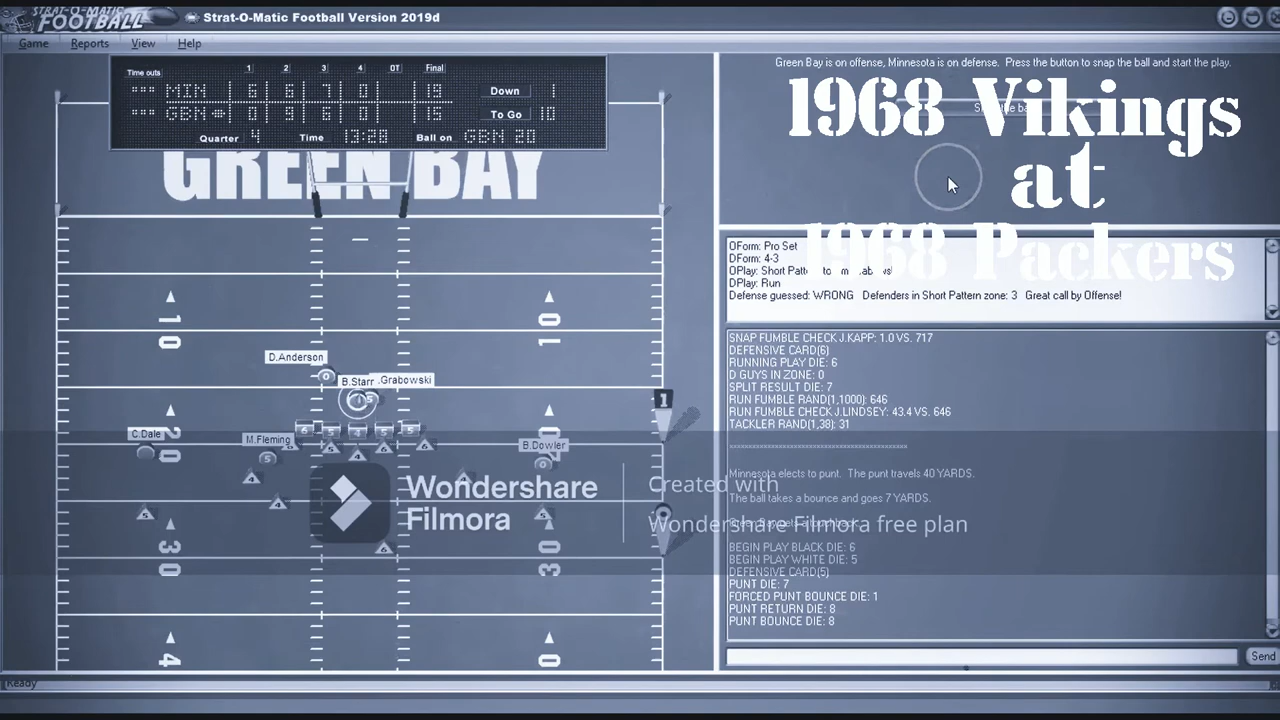 STRAT-O-MATIC
FOOTBALL
Strat-O-Matic Football Version 2019d
Game Reports View Help
Time outs 1 2 3 4 OT Final
MIN 6 6 7 0 19 Down 1
GBN 0 9 6 0 15 To Go 10
Quarter 4 Time 13:28 Ball on GBN 20
GREEN BAY
10 10
D.Anderson
B.Starr .Grabowski
1
C.Dale 20 M.Fleming B.Dowler 20
30 30
4 0
Green Bay is on offense, Minnesota is on defense. Press the button to snap the ball and start the play.
1968 Vikings
at
1968 Packers
OForm: Pro Set
DForm: 4-3
OPlay: Short
DPlay: Run
Defense guessed: WRONG Defenders in Short Pattern zone: 3 Great call by Offense!
SNAP FUMBLE CHECK J.KAPP: 1.0 VS. 717
DEFENSIVE CARD(6)
RUNNING PLAY DIE: 6
D GUYS IN ZONE: 0
SPLIT RESULT DIE: 7
RUN FUMBLE RAND(1,1000): 646
RUN FUMBLE CHECK J.LINDSEY: 43.4 VS. 646
TACKLER RAND(1,38): 31
Minnesota elects to punt. The punt travels 40 YARDS.
The ball takes a bounce and goes 7 YARDS.
BEGIN PLAY BLACK DIE: 6
BEGIN PLAY WHITE DIE: 5
DEFENSIVE CARD(5)
PUNT DIE: 7
FORCED PUNT BOUNCE DIE: 1
PUNT RETURN DIE: 8
PUNT BOUNCE DIE: 8
Send
Ready
Wondershare
Filmora
Created with
Wondershare Filmora free plan